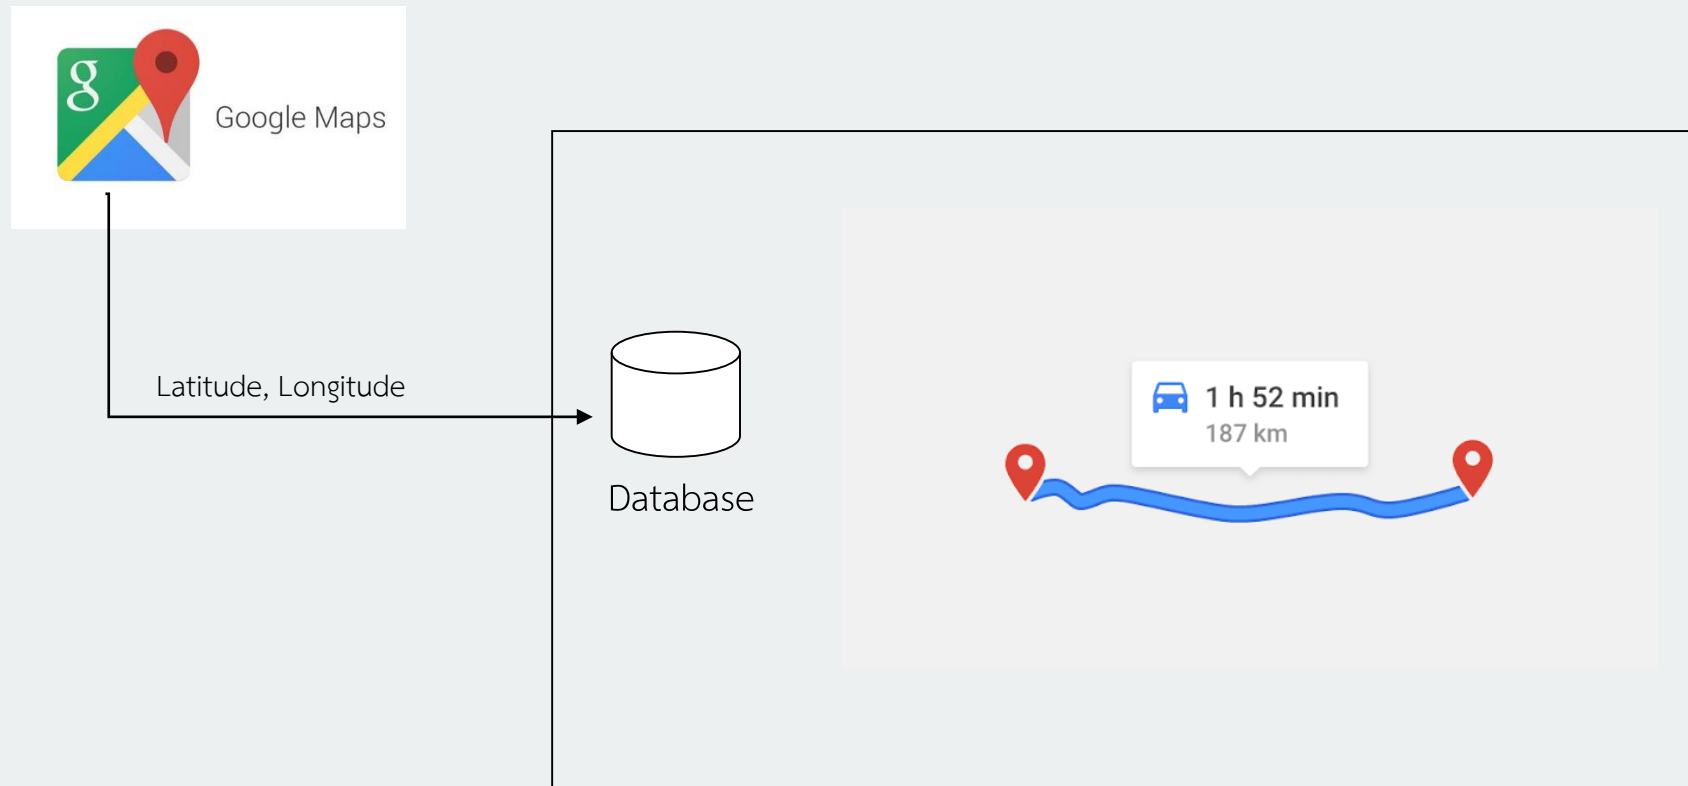 g
Google Maps
Latitude, Longitude
Database
1 h 52 min
187 km